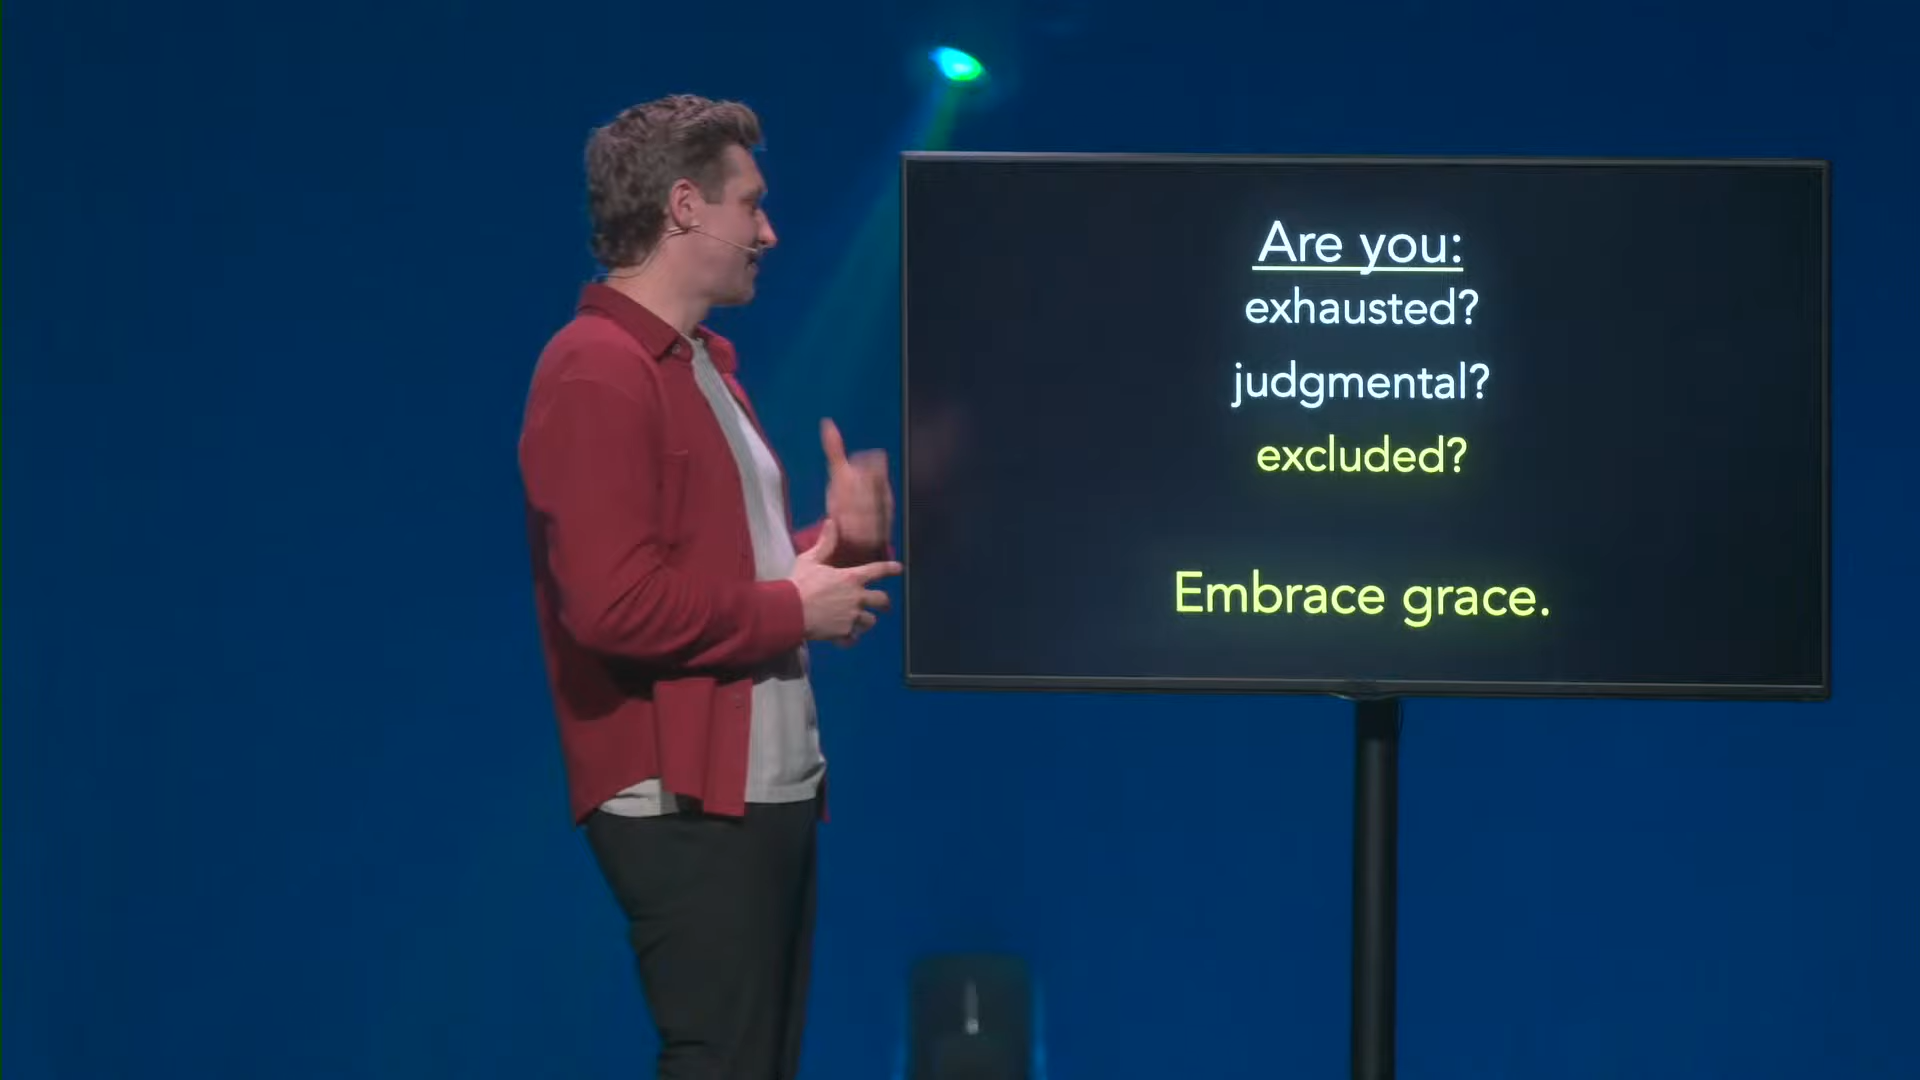 Are you:
exhausted?
judgmental?
excluded?
Embrace grace.